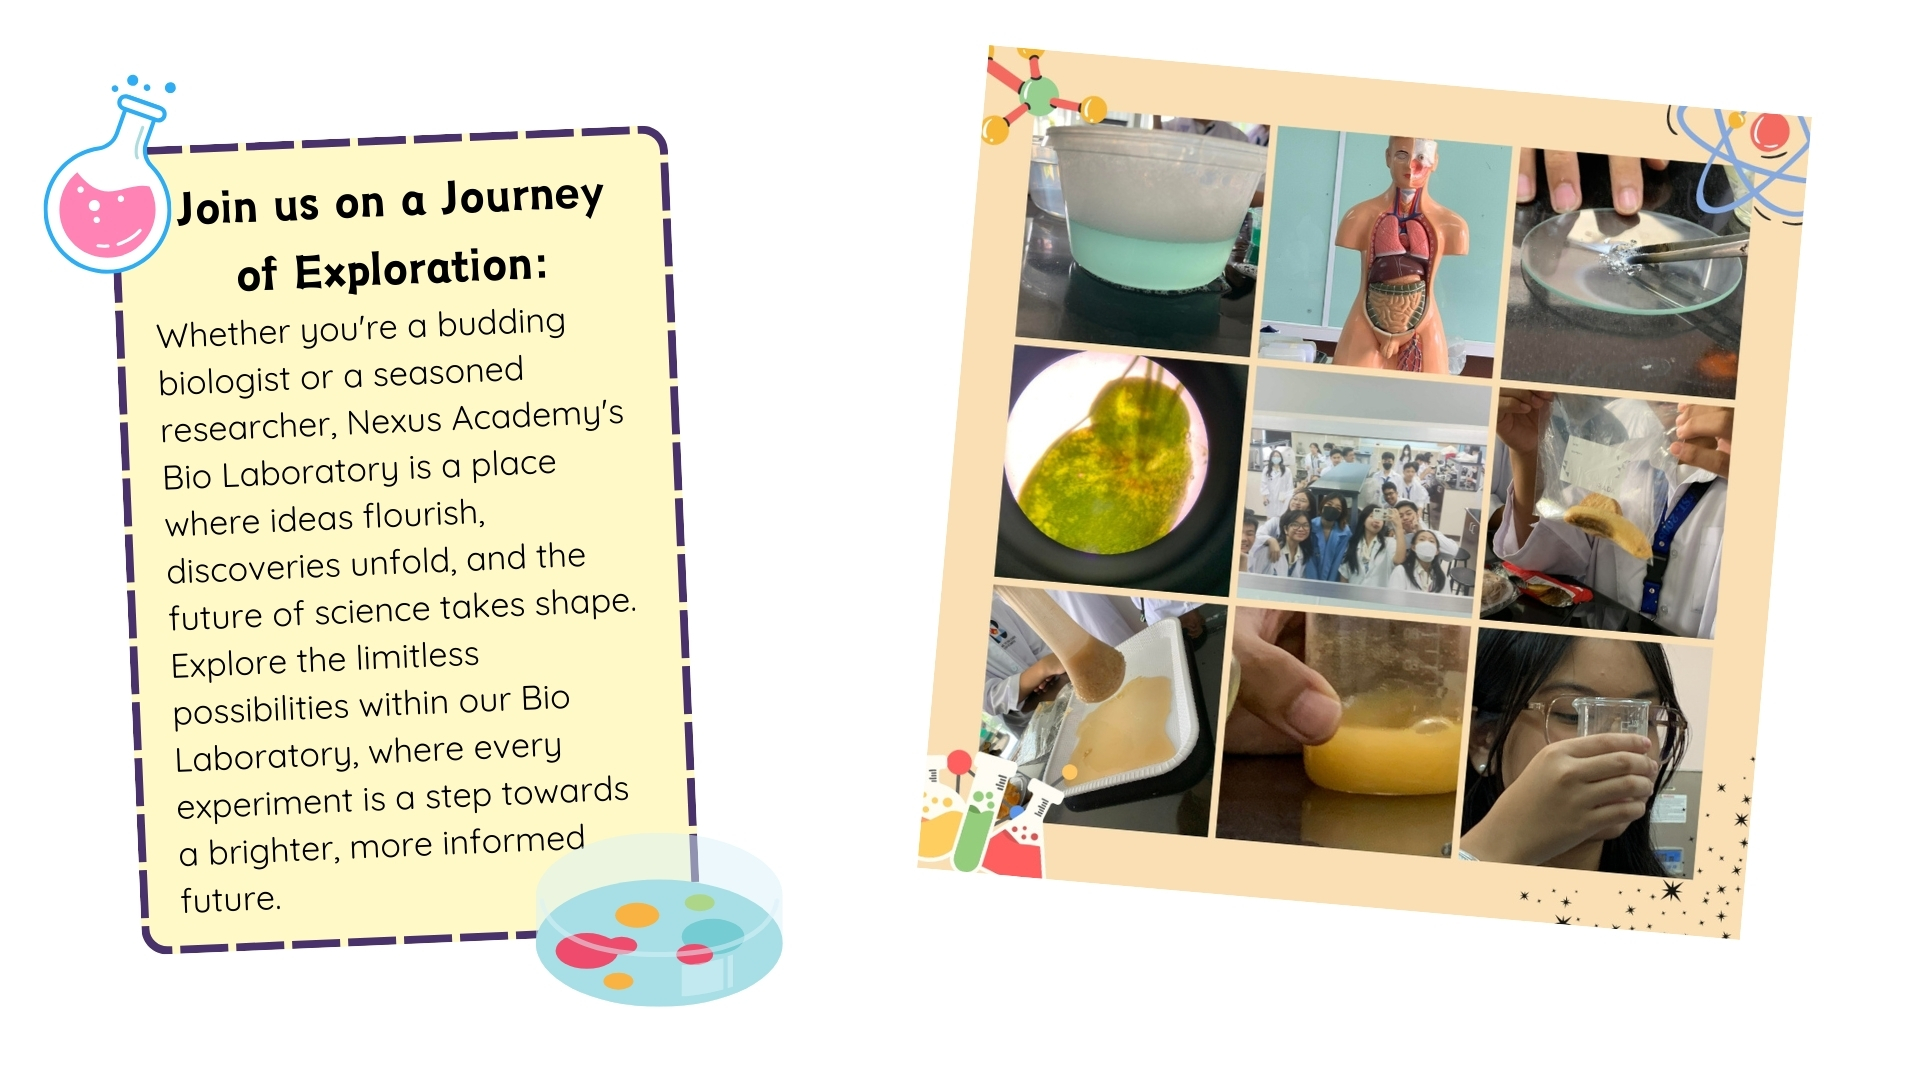 Join us on a Journey
of Exploration:
Whether you're a budding
biologist or a seasoned
researcher, Nexus Academy's
Bio Laboratory is a place
where ideas flourish,
discoveries unfold, and the
future of science takes shape.
Explore the limitless
possibilities within our Bio
Laboratory, where every
experiment is a step towards
a brighter, more informed
future.